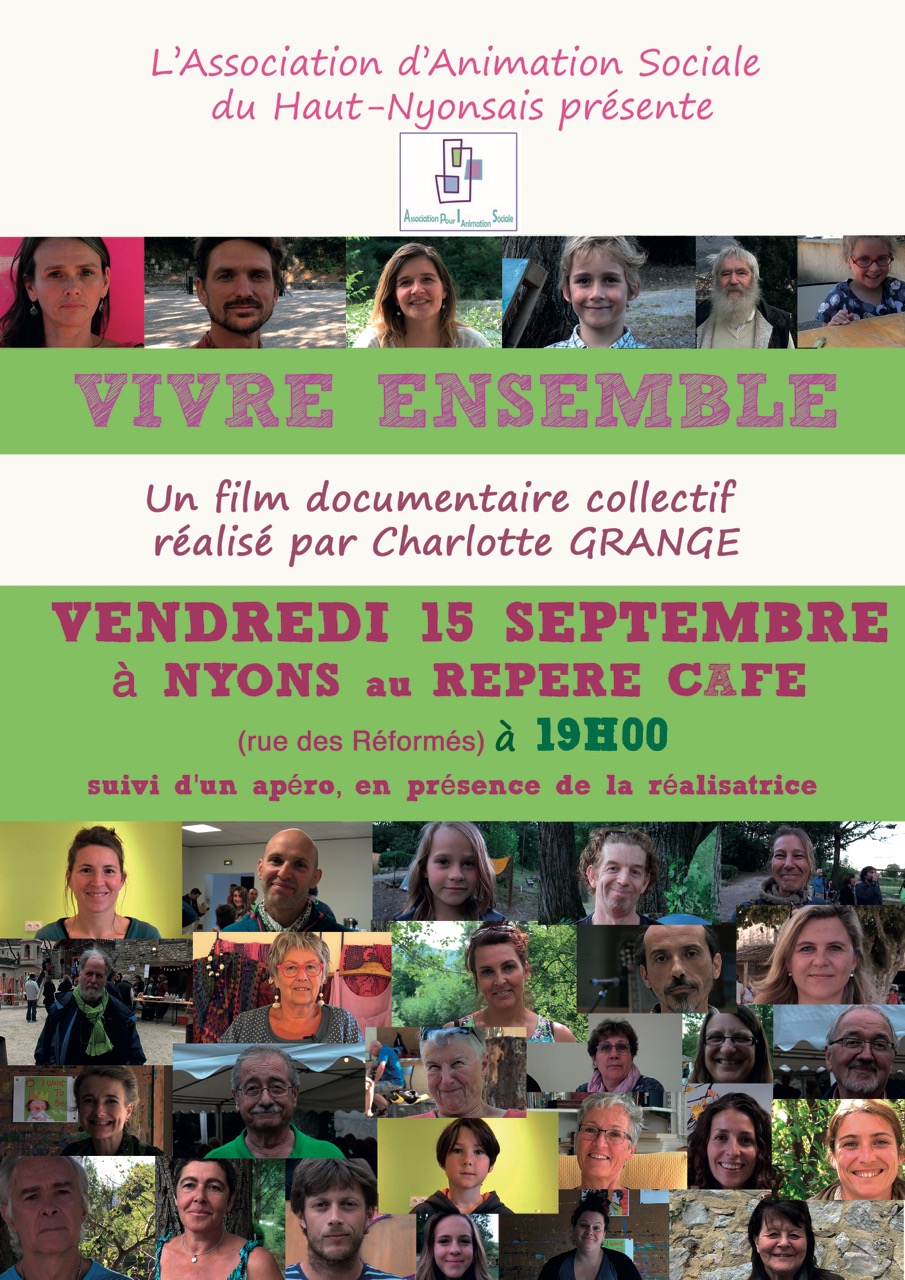 L'Association d'Animation Sociale
du Haut-Nyonsais présente
Association Pour l Animation Sociale
VIVRE ENSEMBLE
Un film documentaire collectif
réalisé par Charlotte GRANGE
VENDREDI 15 SEPTEMBRE
à NYONS au REPERE CAFE
(rue des Réformés) à 19H00
suivi d'un apéro, en présence de la réalisatrice